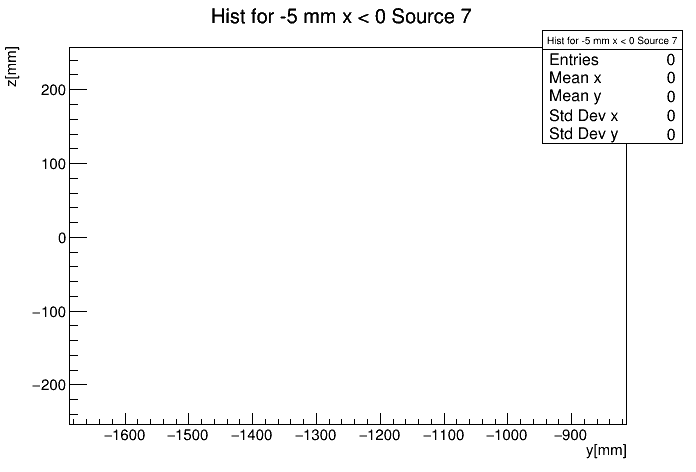 Hist for -5 mm x < 0 Source 7
z[mm]
Hist for -5 mm x < 0 Source 7
Entries 0
Mean x 0
Mean y 0
Std Dev x 0
Std Dev y 0
200
100
0
−100
−200
−1600 −1500 −1400 −1300 −1200 −1100 −1000 −900
y[mm]